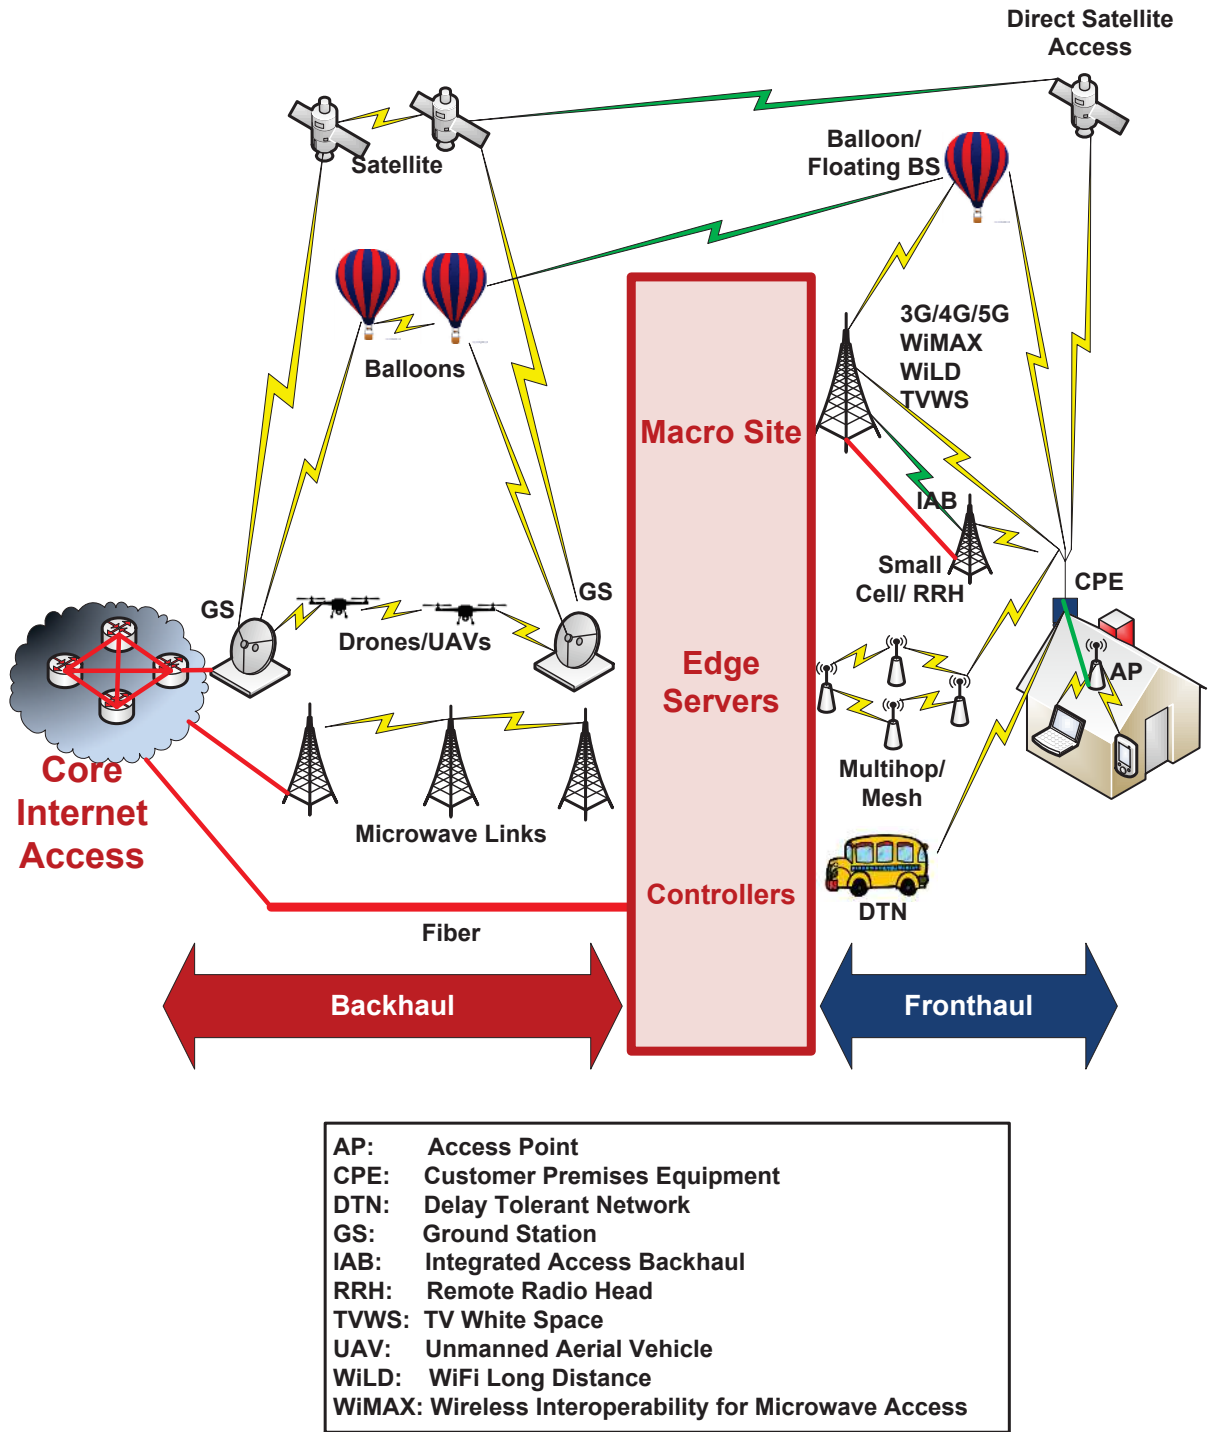 Direct Satellite
Access
Satellite
Balloon/
Floating BS
Balloons
3G/4G/5G
WiMAX
WiLD
TVWS
Macro Site
IAB
Small
Cell/ RRH
CPE
GS
GS
Drones/UAVs
Edge
Servers
AP
Core
Internet
Access
Multihop/
Mesh
Microwave Links
Controllers
DTN
Fiber
Backhaul
Fronthaul
AP: Access Point
CPE: Customer Premises Equipment
DTN: Delay Tolerant Network
GS: Ground Station
IAB: Integrated Access Backhaul
RRH: Remote Radio Head
TVWS: TV White Space
UAV: Unmanned Aerial Vehicle
WiLD: WiFi Long Distance
WiMAX: Wireless Interoperability for Microwave Access